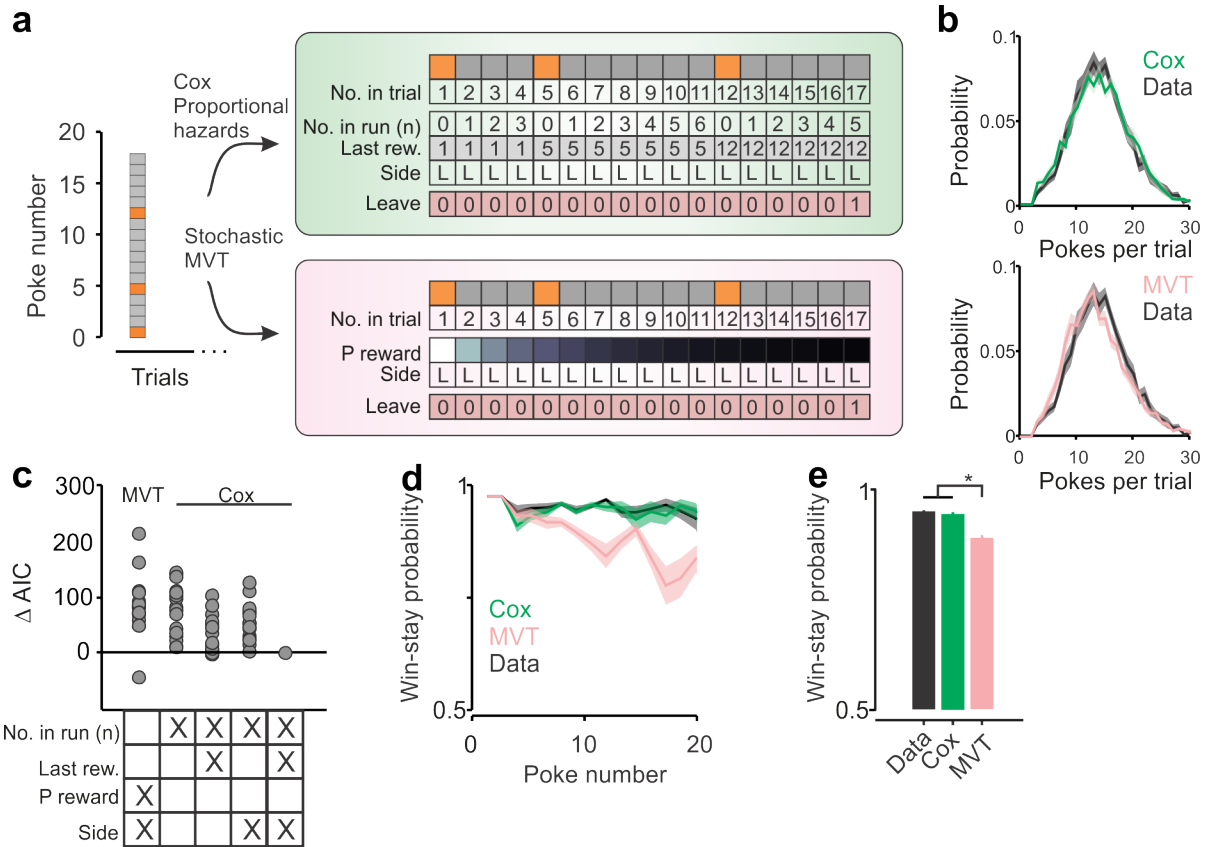 a
Cox
Proportional
hazards
Stochastic
MVT
20
15
10
5
0
Poke number
Trials
...
No. in trial 1 2 3 4 5 6 7 8 9 10 11 12 13 14 15 16 17
No. in run (n) 0 1 2 3 0 1 2 3 4 5 6 0 1 2 3 4 5
Last rew. 1 1 1 1 5 5 5 5 5 5 5 12 12 12 12 12 12
Side L L L L L L L L L L L L L L L L L
Leave 0 0 0 0 0 0 0 0 0 0 0 0 0 0 0 0 1
No. in trial 1 2 3 4 5 6 7 8 9 10 11 12 13 14 15 16 17
P reward
Side L L L L L L L L L L L L L L L L L
Leave 0 0 0 0 0 0 0 0 0 0 0 0 0 0 0 0 1
b
0.1
0.05
0
Probability
Cox
Data
0 10 20 30
Pokes per trial
0.1
0.05
0
Probability
MVT
Data
0 10 20 30
Pokes per trial
c
300
200
100
0
Δ AIC
MVT Cox
No. in run (n) X X X X
Last rew. X X
P reward X
Side X X X
d
1
0.5
Win-stay probability
Cox
MVT
Data
0 10 20
Poke number
e
1
0.5
Win-stay probability
*
Data
Cox
MVT